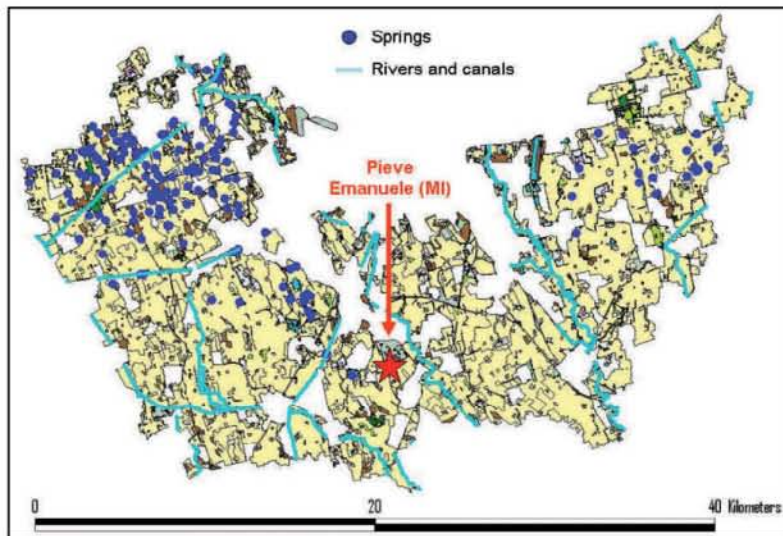 Springs
Rivers and canals
Pieve
Emanuele (MI)
0 20 40 Kilometers